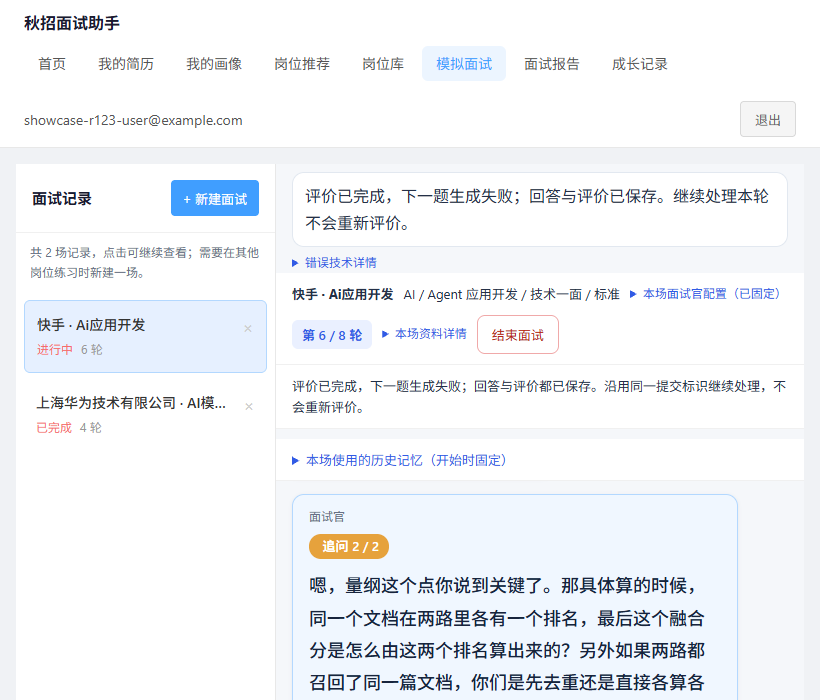 秋招面试助手
首页 我的简历 我的画像 岗位推荐 岗位库 模拟面试 面试报告 成长记录
showcase-r123-user@example.com
退出
面试记录
+ 新建面试
共 2 场记录，点击可继续查看；需要在其他
岗位练习时新建一场。
快手 · Ai应用开发 ×
进行中 6 轮
上海华为技术有限公司 · AI模... ×
已完成 4 轮
评价已完成，下一题生成失败；回答与评价已保存。继续处理本轮
不会重新评价。
▶ 错误技术详情
快手 · Ai应用开发 AI / Agent 应用开发 / 技术一面 / 标准 ▶ 本场面试官配置（已固定）
第 6 / 8 轮 ▶ 本场资料详情 结束面试
评价已完成，下一题生成失败；回答与评价都已保存。沿用同一提交标识继续处理，不
会重新评价。
▶ 本场使用的历史记忆（开始时固定）
面试官
追问 2 / 2
嗯，量纲这个点你说到关键了。那具体算的时候，
同一个文档在两路里各有一个排名，最后这个融合
分是怎么由这两个排名算出来的？另外如果两路都
召回了同一篇文档，你们是先去重还是直接各算各